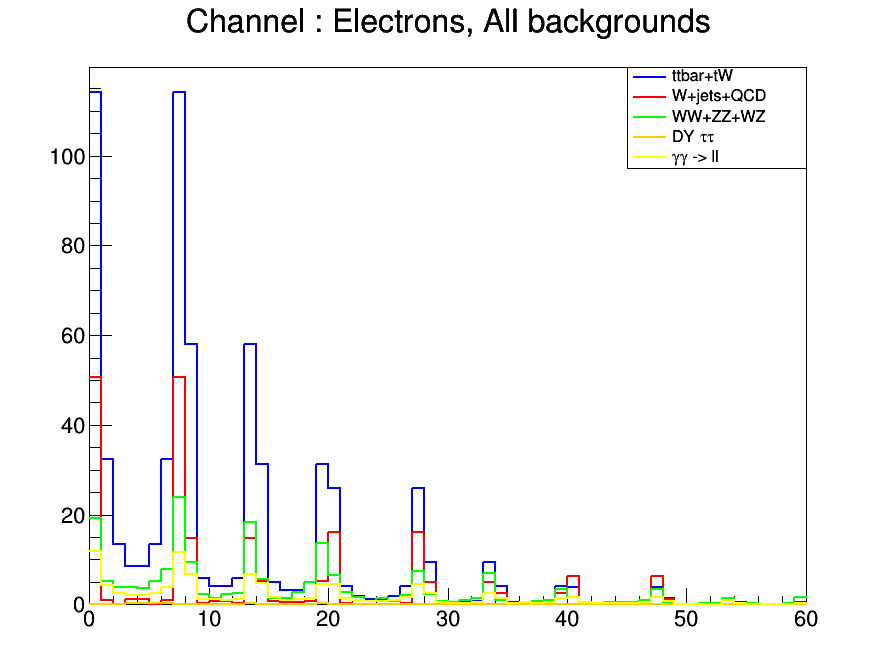 Channel : Electrons, All backgrounds
ttbar+tW
W+jets+QCD
WW+ZZ+WZ
DY ττ
γγ -> ll
100
80
60
40
20
0
0 10 20 30 40 50 60